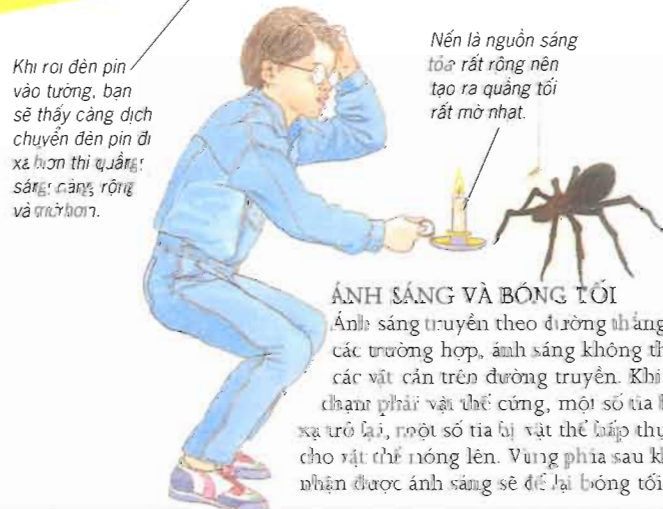 Khi rọi đèn pin
vào tường, bạn
sẽ thấy càng dịch
chuyển đèn pin đi
xa hơn thì quầng
sáng càng rộng
và mờ hơn.
Nến là nguồn sáng
tỏa rất rộng nên
tạo ra quầng tối
rất mờ nhạt.
ÁNH SÁNG VÀ BÓNG TỐI
Ánh sáng truyền theo đường thẳng
các trường hợp, ánh sáng không
các vật cản trên đường truyền. Khi
chạm phải vật thể cứng, một số tia
xạ trở lại, một số tia bị vật thể hấp thụ
cho vật thể nóng lên. Vùng phía sau
nhận được ánh sáng sẽ để lại bóng tối